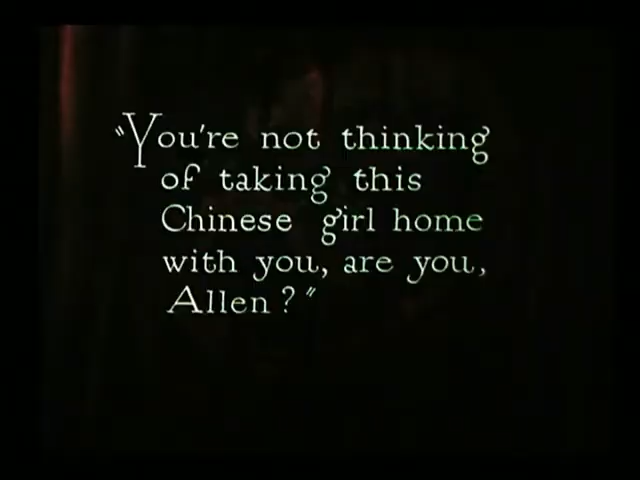 "You're not thinking
of taking this
Chinese girl home
with you, are you,
Allen?"